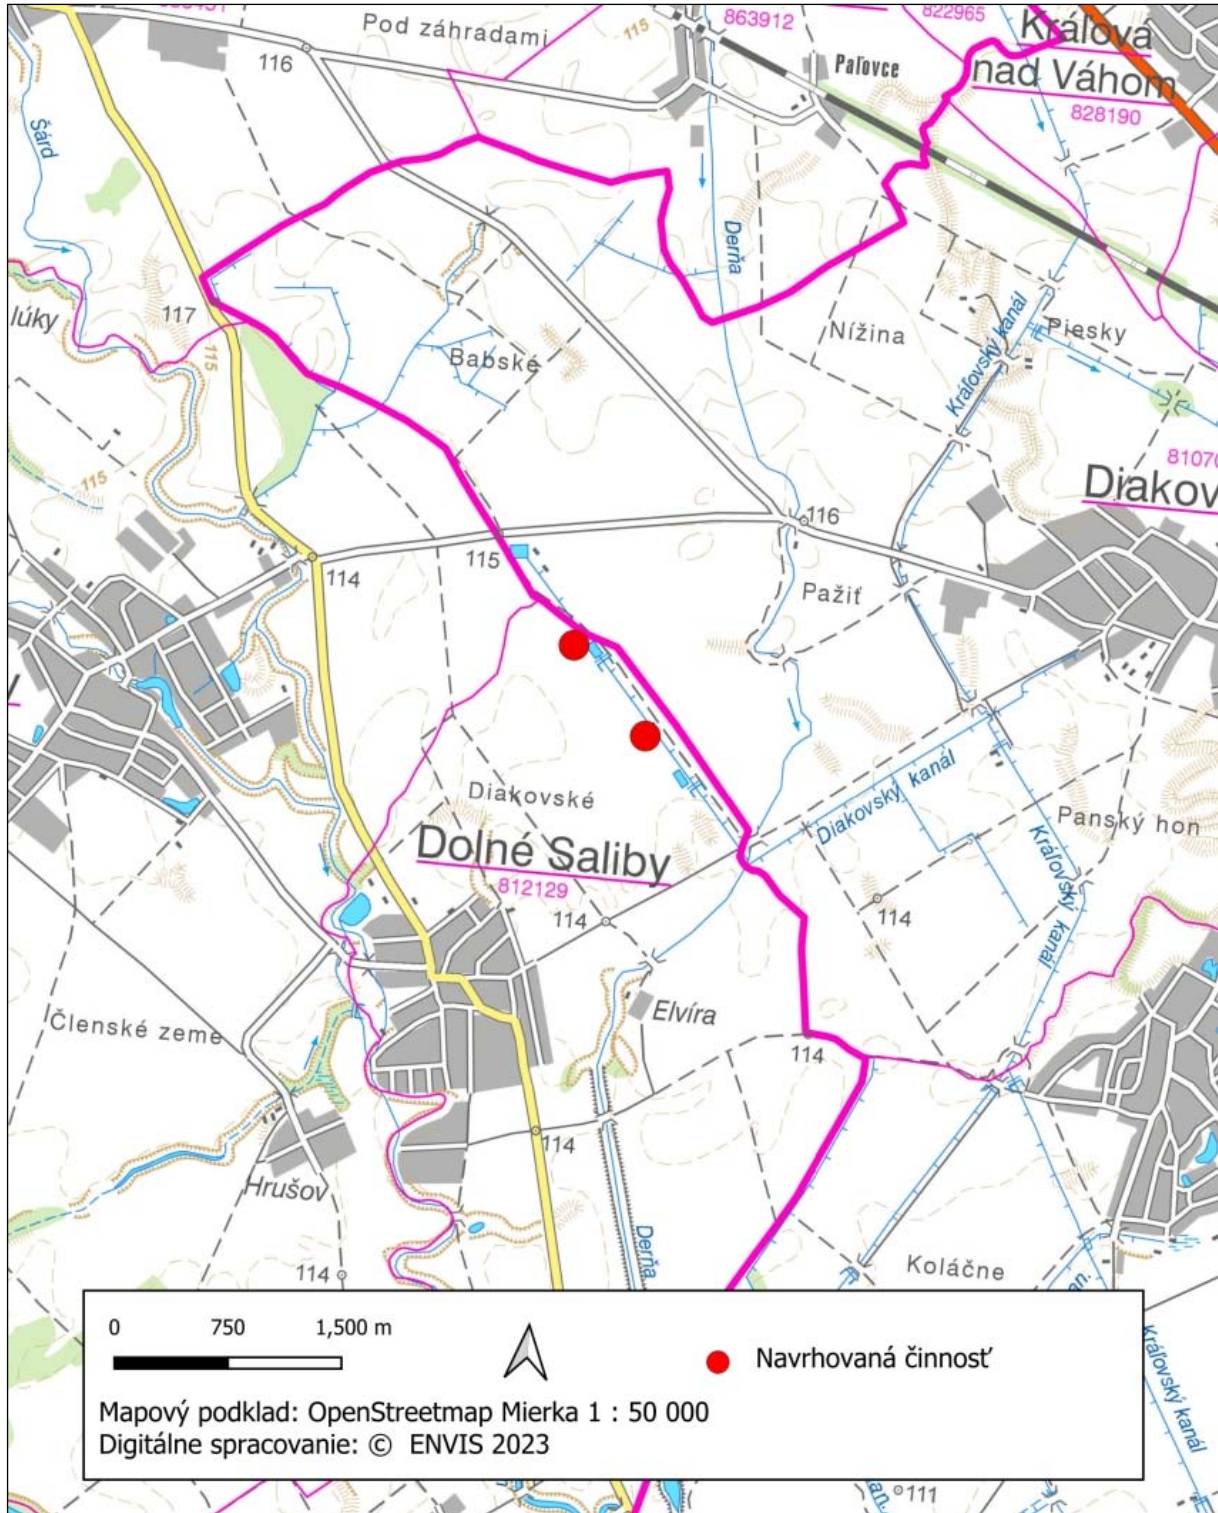 Pod záhradami
863912
822965
Kráľová
nad Váhom
828190
Paľovce
116
115
Šárd
Derňa
117
lúky
115
Babské
Nížina
Kráľovský kanál
Piesky
115
81070
Diakov
116
115
114
Pažiť
Diakovské
Diakovský kanál
Panský hon
Kráľovský kanál
Dolné Saliby
812129
114
114
Elvíra
Členské zeme
114
114
Hrušov
Derňa
114
Koláčne
an.
0 750 1,500 m
Navrhovaná činnosť
Mapový podklad: OpenStreetmap Mierka 1 : 50 000
Digitálne spracovanie: © ENVIS 2023
Kráľovský kanál
an.
111